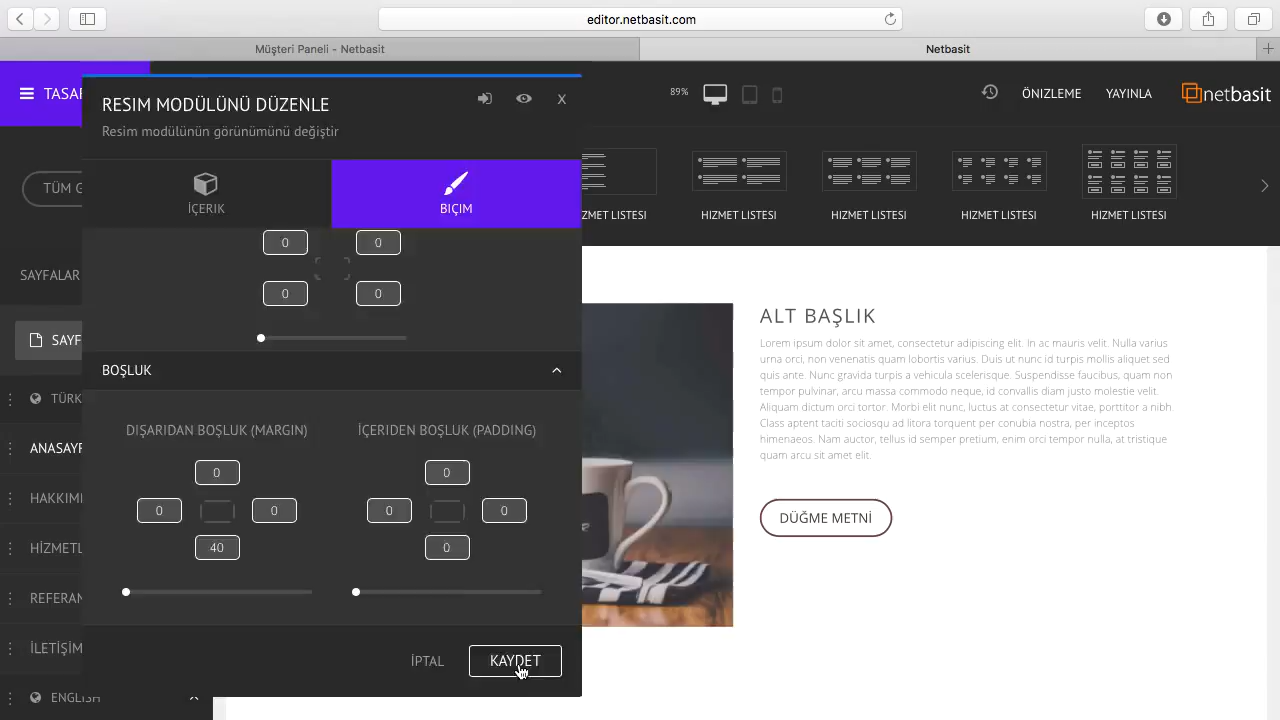 editor.netbasit.com
Müşteri Paneli - Netbasit
Netbasit
TASAR
RESIM MODÜLÜNÜ DÜZENLE
X
Resim modülünün görünümünü değiştir
89%
ÖNIZLEME
YAYINLA
netbasit
TÜM G
İÇERIK
BIÇIM
HIZMET LISTESI
HIZMET LISTESI
HIZMET LISTESI
HIZMET LISTESI
HIZMET LISTESI
0
0
0
0
SAYFALAR
SAYF
BOŞLUK
TÜRK
ANASAYF
HAKKIMI
HİZMETL
REFERAN
İLETİŞİM
ENGLISH
DIŞARIDAN BOŞLUK (MARGIN)
İÇERIDEN BOŞLUK (PADDING)
0
0
0
0
0
0
40
0
İPTAL
KAYDET
ALT BAŞLIK
Lorem ipsum dolor sit amet, consectetur adipiscing elit. In ac mauris velit. Nulla varius
urna orci, non venenatis quam lobortis varius. Duis ut nunc id turpis mollis aliquet sed
quis ante. Nunc gravida turpis a vehicula scelerisque. Suspendisse faucibus, quam non
tempor pulvinar, arcu massa commodo neque, id convallis diam justo molestie velit.
Aliquam dictum orci tortor. Morbi elit nunc, luctus at consectetur vitae, porttitor a nibh.
Class aptent taciti sociosqu ad litora torquent per conubia nostra, per inceptos
himenaeos. Nam auctor, tellus id semper pretium, enim orci tempor nulla, at tristique
quam arcu sit amet elit.
DÜĞME METNİ